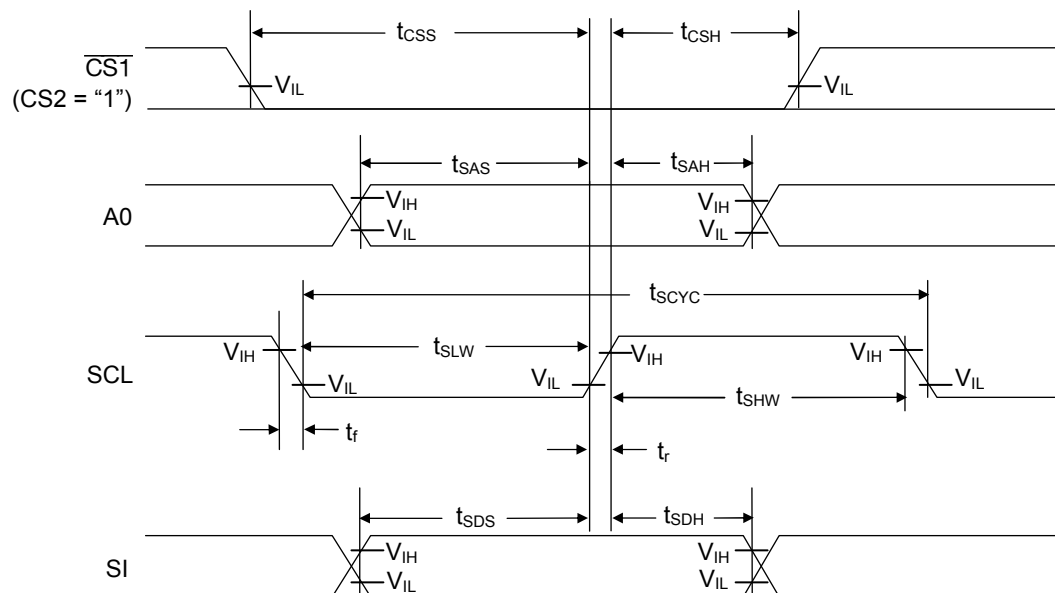 tCSS tCSH
CS1
(CS2 = “1”)
VIL VIL
tSAS tSAH
A0
VIH VIH
VIL VIL
tSCYC
SCL
VIH tSLW VIH VIH
VIL VIL VIL
tSHW
tf tr
tSDS tSDH
SI
VIH VIH
VIL VIL